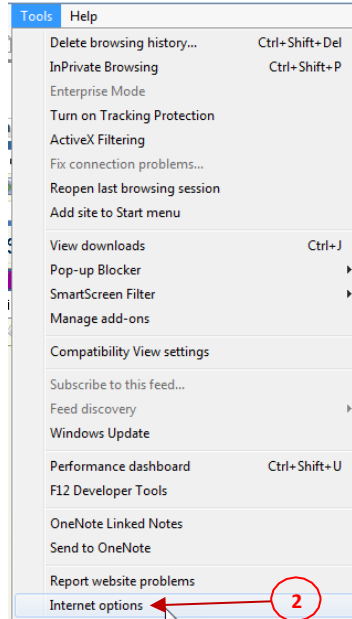 Tools Help
Delete browsing history... Ctrl+Shift+Del
InPrivate Browsing Ctrl+Shift+P
Enterprise Mode
Turn on Tracking Protection
ActiveX Filtering
Fix connection problems...
Reopen last browsing session
Add site to Start menu
View downloads Ctrl+J
Pop-up Blocker
SmartScreen Filter
Manage add-ons
Compatibility View settings
Subscribe to this feed...
Feed discovery
Windows Update
Performance dashboard Ctrl+Shift+U
F12 Developer Tools
OneNote Linked Notes
Send to OneNote
Report website problems
Internet options 2